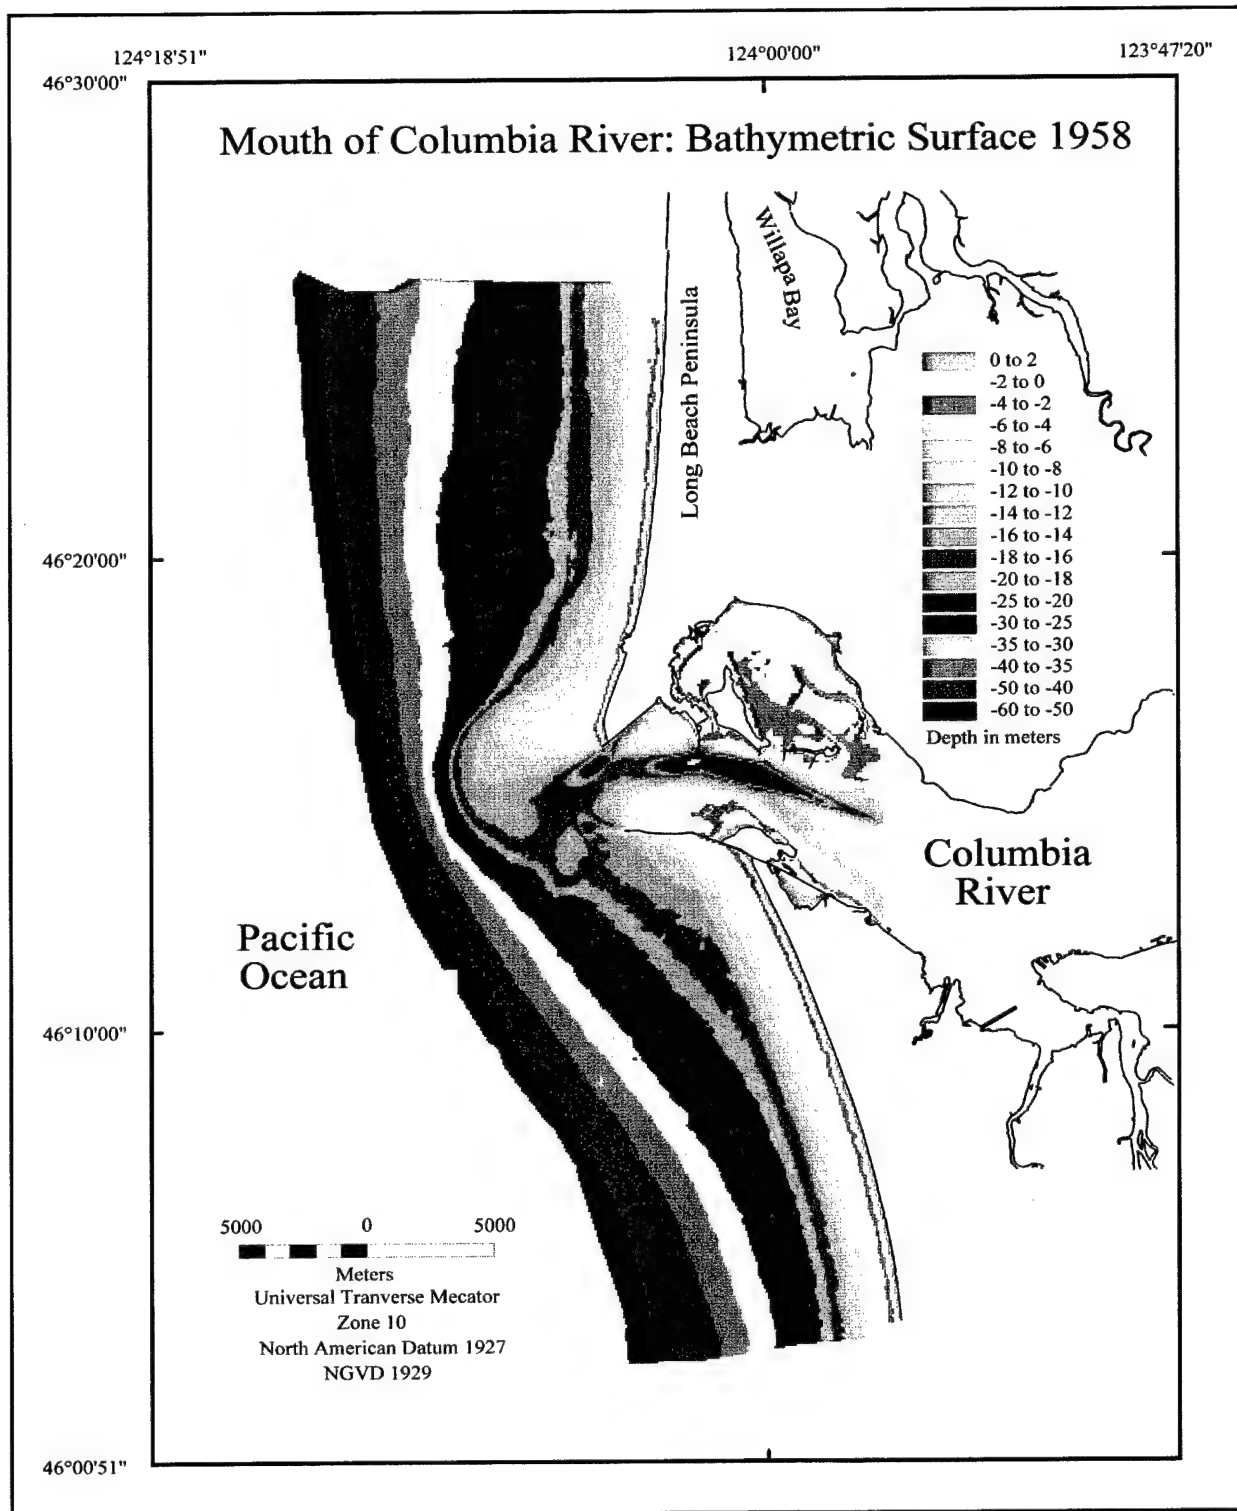 124°18'51"
124°00'00"
123°47'20"
46°30'00"
Mouth of Columbia River: Bathymetric Surface 1958
Willapa Bay
Long Beach Peninsula
0 to 2
-2 to 0
-4 to -2
-6 to -4
-8 to -6
-10 to -8
-12 to -10
-14 to -12
-16 to -14
-18 to -16
-20 to -18
-25 to -20
-30 to -25
-35 to -30
-40 to -35
-50 to -40
-60 to -50
Depth in meters
46°20'00"
Columbia
River
Pacific
Ocean
46°10'00"
5000 0 5000
Meters
Universal Tranverse Mecator
Zone 10
North American Datum 1927
NGVD 1929
46°00'51"